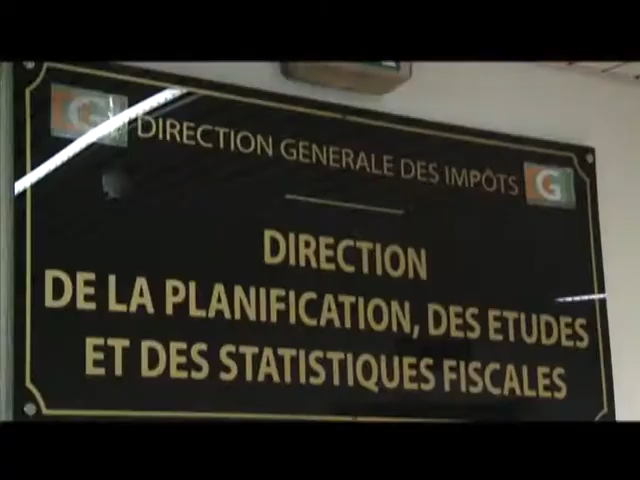 DIRECTION GENERALE DES IMPÔTS
G
DIRECTION
DE LA PLANIFICATION, DES ETUDES
ET DES STATISTIQUES FISCALES